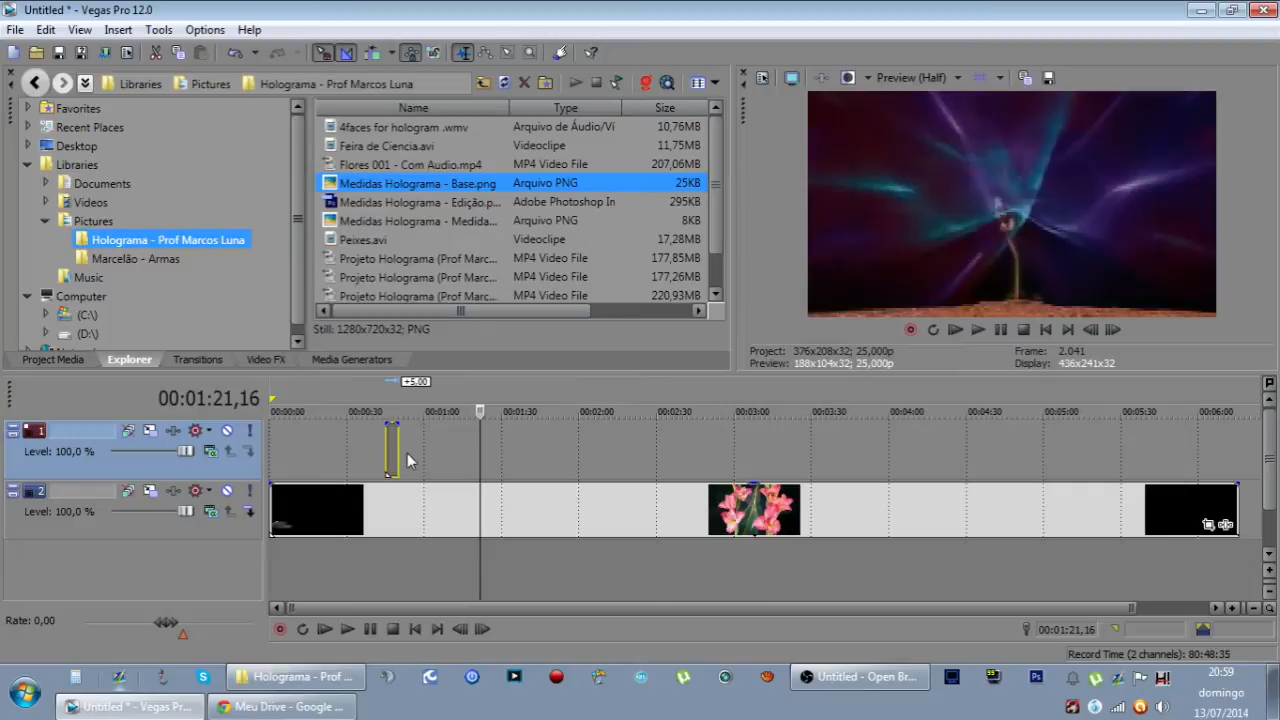 Untitled * - Vegas Pro 12.0
File Edit View Insert Tools Options Help
Libraries Pictures Holograma - Prof Marcos Luna
Preview (Half)
Favorites
Recent Places
Desktop
Libraries
Documents
Videos
Pictures
Holograma - Prof Marcos Luna
Marcelão - Armas
Music
Computer
(C:)
(D:)
Name Type Size
4faces for hologram .wmv Arquivo de Áudio/Ví 10,76MB
Feira de Ciencia.avi Videoclipe 11,75MB
Flores 001 - Com Audio.mp4 MP4 Video File 207,06MB
Medidas Holograma - Base.png Arquivo PNG 25KB
Medidas Holograma - Edição.p... Adobe Photoshop In 295KB
Medidas Holograma - Medida... Arquivo PNG 8KB
Peixes.avi Videoclipe 17,28MB
Projeto Holograma (Prof Marc... MP4 Video File 177,85MB
Projeto Holograma (Prof Marc... MP4 Video File 177,26MB
Projeto Holograma (Prof Marc... MP4 Video File 220,93MB
Still: 1280x720x32; PNG
Project Media Explorer Transitions Video FX Media Generators
Project: 376x208x32; 25,000p Frame: 2.041
Preview: 188x104x32; 25,000p Display: 436x241x32
+5.00
00:01:21,16
00:00:00 00:00:30 00:01:00 00:01:30 00:02:00 00:02:30 00:03:00 00:03:30 00:04:00 00:04:30 00:05:00 00:05:30 00:06:00
1
Level: 100,0 %
2
Level: 100,0 %
Rate: 0,00
00:01:21,16
Record Time (2 channels): 80:48:35
Holograma - Prof ...
Untitled - Open Br...
20:59
domingo
13/07/2014
Untitled * - Vegas Pr...
Meu Drive - Google ...